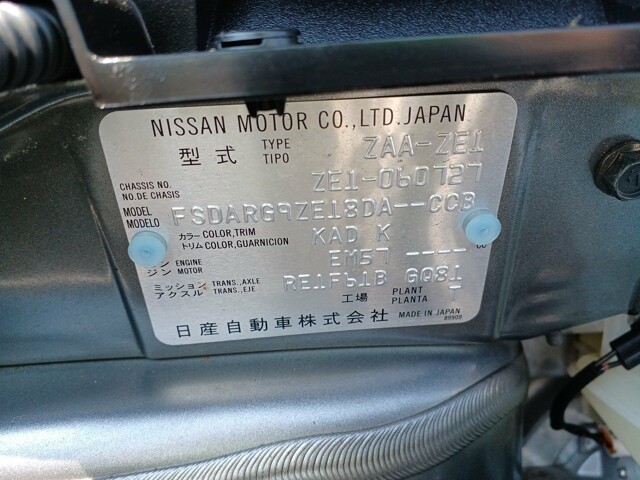 NISSAN MOTOR CO.,LTD.JAPAN
型式 TYPE TIPO ZAA-ZE1
CHASSIS NO. NO.DE CHASIS ZE1-060727
MODEL MODELO FSDARG9ZE18DA--CCB
カラー COLOR,TRIM トリム COLOR,GUARNICION KAD K
ジン ENGINE MOTOR EM57 ---- cc
ミッション アクスル TRANS.,AXLE TRANS.,EJE RE1F61B GQ81
工場 PLANT PLANTA T
日産自動車株式会社 MADE IN JAPAN